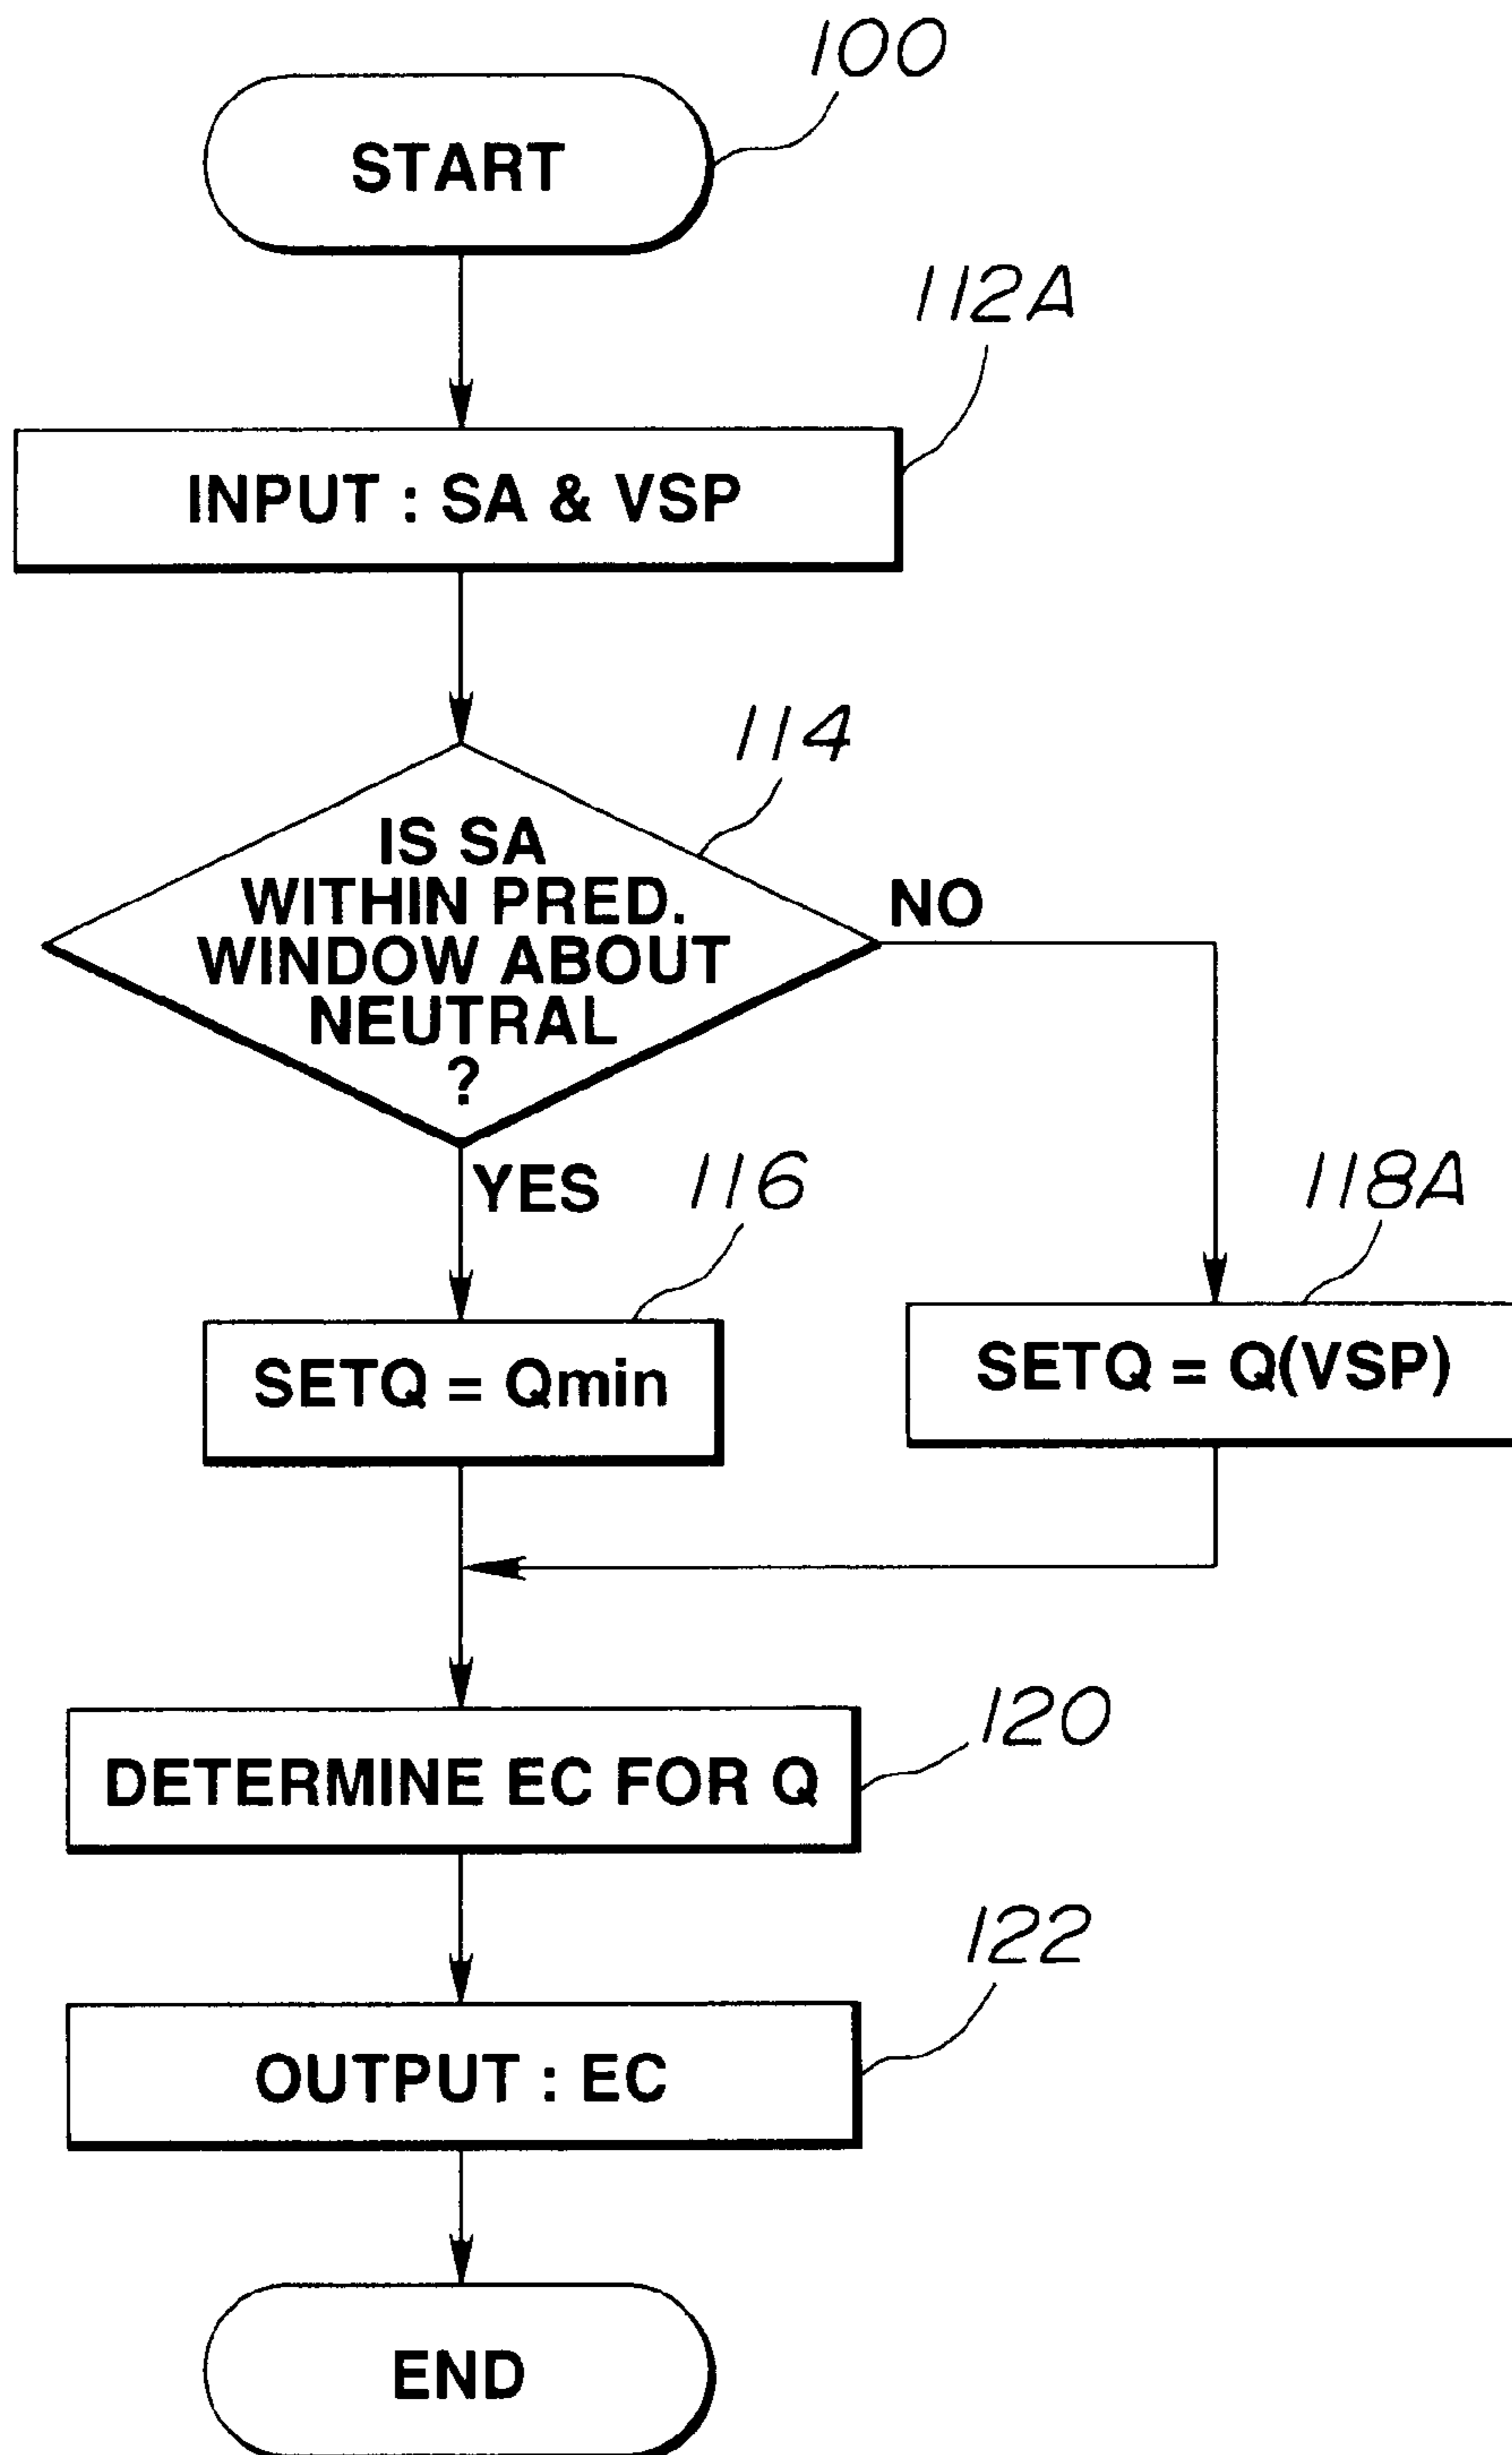 100
START
112A
INPUT : SA & VSP
114
IS SA
WITHIN PRED.
WINDOW ABOUT
NEUTRAL
?
NO
YES
116
118A
SETQ = Qmin
SETQ = Q(VSP)
120
DETERMINE EC FOR Q
122
OUTPUT : EC
END